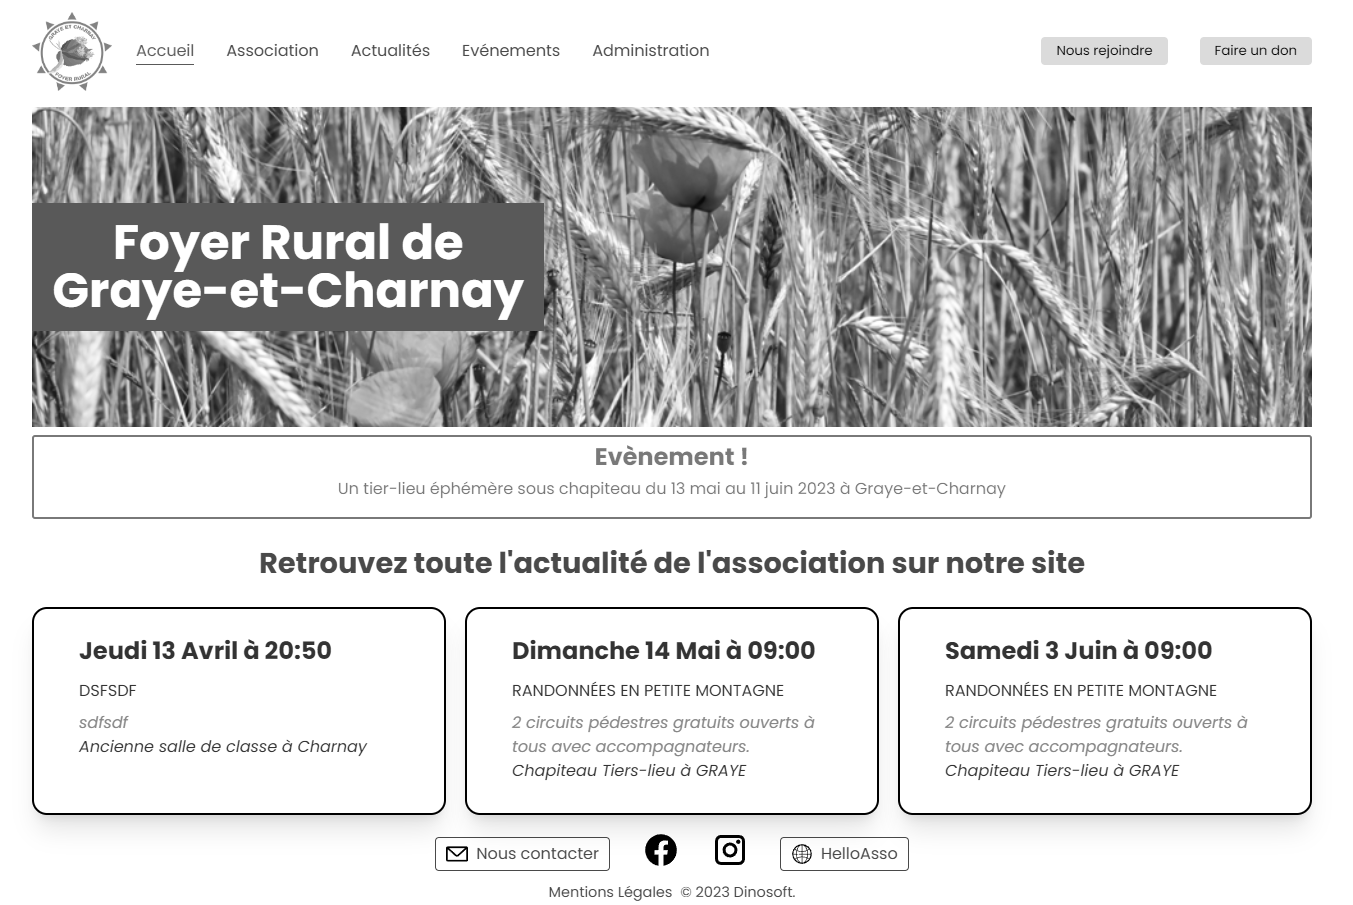 GRAYE ET CHARNAY
FOYER RURAL
Accueil Association Actualités Evénements Administration Nous rejoindre Faire un don
Foyer Rural de
Graye-et-Charnay
Evènement !
Un tier-lieu éphémère sous chapiteau du 13 mai au 11 juin 2023 à Graye-et-Charnay
Retrouvez toute l'actualité de l'association sur notre site
Jeudi 13 Avril à 20:50
DSFSDF
sdfsdf
Ancienne salle de classe à Charnay
Dimanche 14 Mai à 09:00
RANDONNÉES EN PETITE MONTAGNE
2 circuits pédestres gratuits ouverts à
tous avec accompagnateurs.
Chapiteau Tiers-lieu à GRAYE
Samedi 3 Juin à 09:00
RANDONNÉES EN PETITE MONTAGNE
2 circuits pédestres gratuits ouverts à
tous avec accompagnateurs.
Chapiteau Tiers-lieu à GRAYE
Nous contacter HelloAsso
Mentions Légales © 2023 Dinosoft.